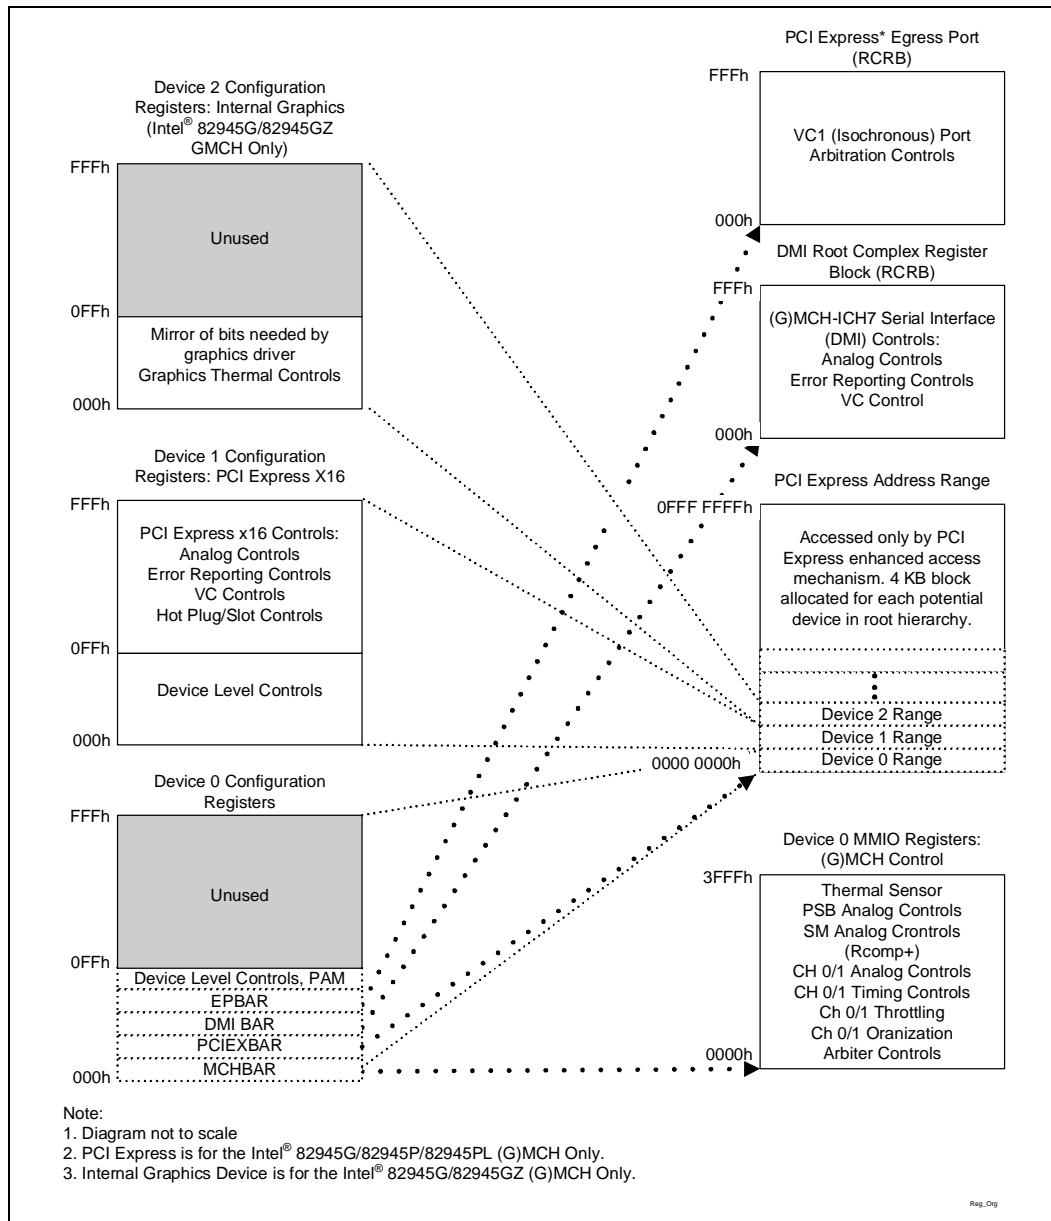 Device 2 Configuration
Registers: Internal Graphics
(Intel® 82945G/82945GZ
GMCH Only)
FFFh
Unused
0FFh
Mirror of bits needed by
graphics driver
Graphics Thermal Controls
000h
Device 1 Configuration
Registers: PCI Express X16
FFFh
PCI Express x16 Controls:
Analog Controls
Error Reporting Controls
VC Controls
Hot Plug/Slot Controls
0FFh
Device Level Controls
000h
Device 0 Configuration
Registers
FFFh
Unused
0FFh
Device Level Controls, PAM
EPBAR
DMI BAR
PCIEXBAR
MCHBAR
000h
PCI Express* Egress Port
(RCRB)
FFFh
VC1 (Isochronous) Port
Arbitration Controls
000h
DMI Root Complex Register
Block (RCRB)
FFFh
(G)MCH-ICH7 Serial Interface
(DMI) Controls:
Analog Controls
Error Reporting Controls
VC Control
000h
PCI Express Address Range
0FFF FFFFh
Accessed only by PCI
Express enhanced access
mechanism. 4 KB block
allocated for each potential
device in root hierarchy.
Device 2 Range
Device 1 Range
Device 0 Range
0000 0000h
Device 0 MMIO Registers:
(G)MCH Control
3FFFh
Thermal Sensor
PSB Analog Controls
SM Analog Crontrols
(Rcomp+)
CH 0/1 Analog Controls
CH 0/1 Timing Controls
Ch 0/1 Throttling
Ch 0/1 Oranization
Arbiter Controls
0000h
Note:
1. Diagram not to scale
2. PCI Express is for the Intel® 82945G/82945P/82945PL (G)MCH Only.
3. Internal Graphics Device is for the Intel® 82945G/82945GZ (G)MCH Only.
Reg_Org